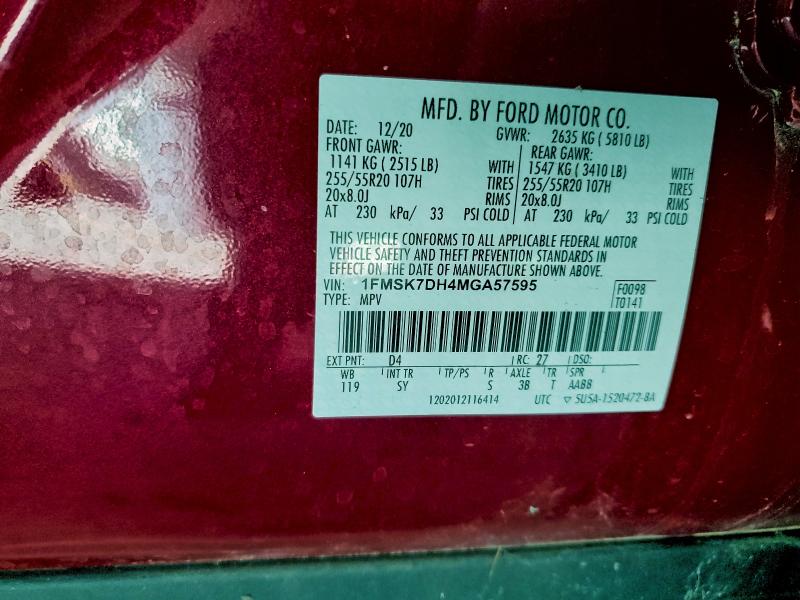 MFD. BY FORD MOTOR CO.
DATE: 12/20 GVWR: 2635 KG ( 5810 LB)
FRONT GAWR: REAR GAWR:
1141 KG ( 2515 LB) WITH 1547 KG ( 3410 LB) WITH
255/55R20 107H TIRES 255/55R20 107H TIRES
20x8.0J RIMS 20x8.0J RIMS
AT 230 kPa/ 33 PSI COLD AT 230 kPa/ 33 PSI COLD
THIS VEHICLE CONFORMS TO ALL APPLICABLE FEDERAL MOTOR
VEHICLE SAFETY AND THEFT PREVENTION STANDARDS IN
EFFECT ON THE DATE OF MANUFACTURE SHOWN ABOVE.
VIN: 1FMSK7DH4MGA57595 F0098
TYPE: MPV T0141
EXT PNT: D4 RC: 27 DSO:
WB INT TR TP/PS R AXLE TR SPR
119 SY S 3B T AABB
1202012116414 UTC ▽ SU5A-1520472-BA